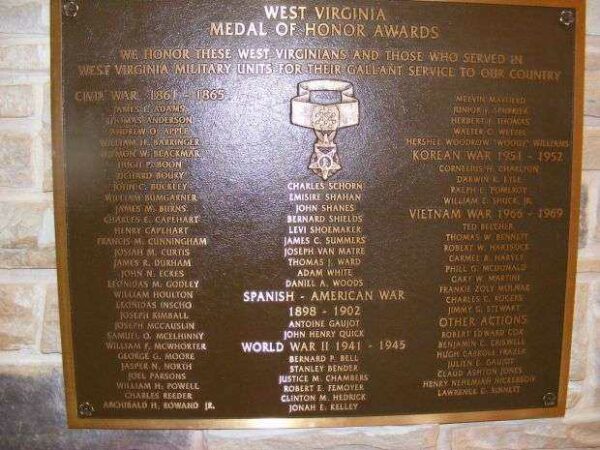 WEST VIRGINIA
MEDAL OF HONOR AWARDS
WE HONOR THESE WEST VIRGINIANS AND THOSE WHO SERVED IN
WEST VIRGINIA MILITARY UNITS FOR THEIR GALLANT SERVICE TO OUR COUNTRY
CIVIL WAR 1861 - 1865
JAMES E. ADAMS
THOMAS ANDERSON
ANDREW O. APPLE
WILLIAM H. BARRINGER
WILMON W. BLACKMAR
HUGH P. BOON
RICHARD BOURY
JOHN C. BUCKLEY
WILLIAM BUMGARNER
JAMES M. BURNS
CHARLES E. CAPEHART
HENRY CAPEHART
FRANCIS M. CUNNINGHAM
JOSIAH M. CURTIS
JAMES R. DURHAM
JOHN N. ECKES
LEONIDAS M. GODLEY
WILLIAM HOULTON
LEONIDAS INSCHO
JOSEPH KIMBALL
JOSEPH MCCAUSLIN
SAMUEL O. MCELHINNY
WILLIAM F. MCWHORTER
GEORGE G. MOORE
JASPER N. NORTH
JOEL PARSONS
WILLIAM H. POWELL
CHARLES REEDER
ARCHIBALD H. ROWAND JR.
CHARLES SCHORN
EMISIRE SHAHAN
JOHN SHANES
BERNARD SHIELDS
LEVI SHOEMAKER
JAMES C. SUMMERS
JOSEPH VAN MATRE
THOMAS J. WARD
ADAM WHITE
DANIEL A. WOODS
SPANISH - AMERICAN WAR
1898 - 1902
ANTOINE GAUJOT
JOHN HENRY QUICK
WORLD WAR II 1941 - 1945
BERNARD P. BELL
STANLEY BENDER
JUSTICE M. CHAMBERS
ROBERT E. FEMOYER
CLINTON M. HEDRICK
JONAH E. KELLEY
MELVIN MAYFIELD
JUNIOR J. SPURRIER
HERBERT J. THOMAS
WALTER C. WETZEL
HERSHEL WOODROW "WOODY" WILLIAMS
KOREAN WAR 1951 - 1952
CORNELIUS H. CHARLTON
DARWIN K. KYLE
RALPH E. POMEROY
WILLIAM E. SHUCK, JR.
VIETNAM WAR 1966 - 1969
TED BELCHER
THOMAS W. BENNETT
ROBERT W. HARTSOCK
CARMEL B. HARVEY
PHILL G. MCDONALD
GARY W. MARTINI
FRANKIE ZOLY MOLNAR
CHARLES C. ROGERS
JIMMY G. STEWART
OTHER ACTIONS
ROBERT EDWARD COX
BENJAMIN C. CRISWELL
HUGH CARROLL FRAZER
JULIEN E. GAUJOT
CLAUD ASHTON JONES
HENRY NEHEMIAH NICKERSON
LAWRENCE C. SINNETT